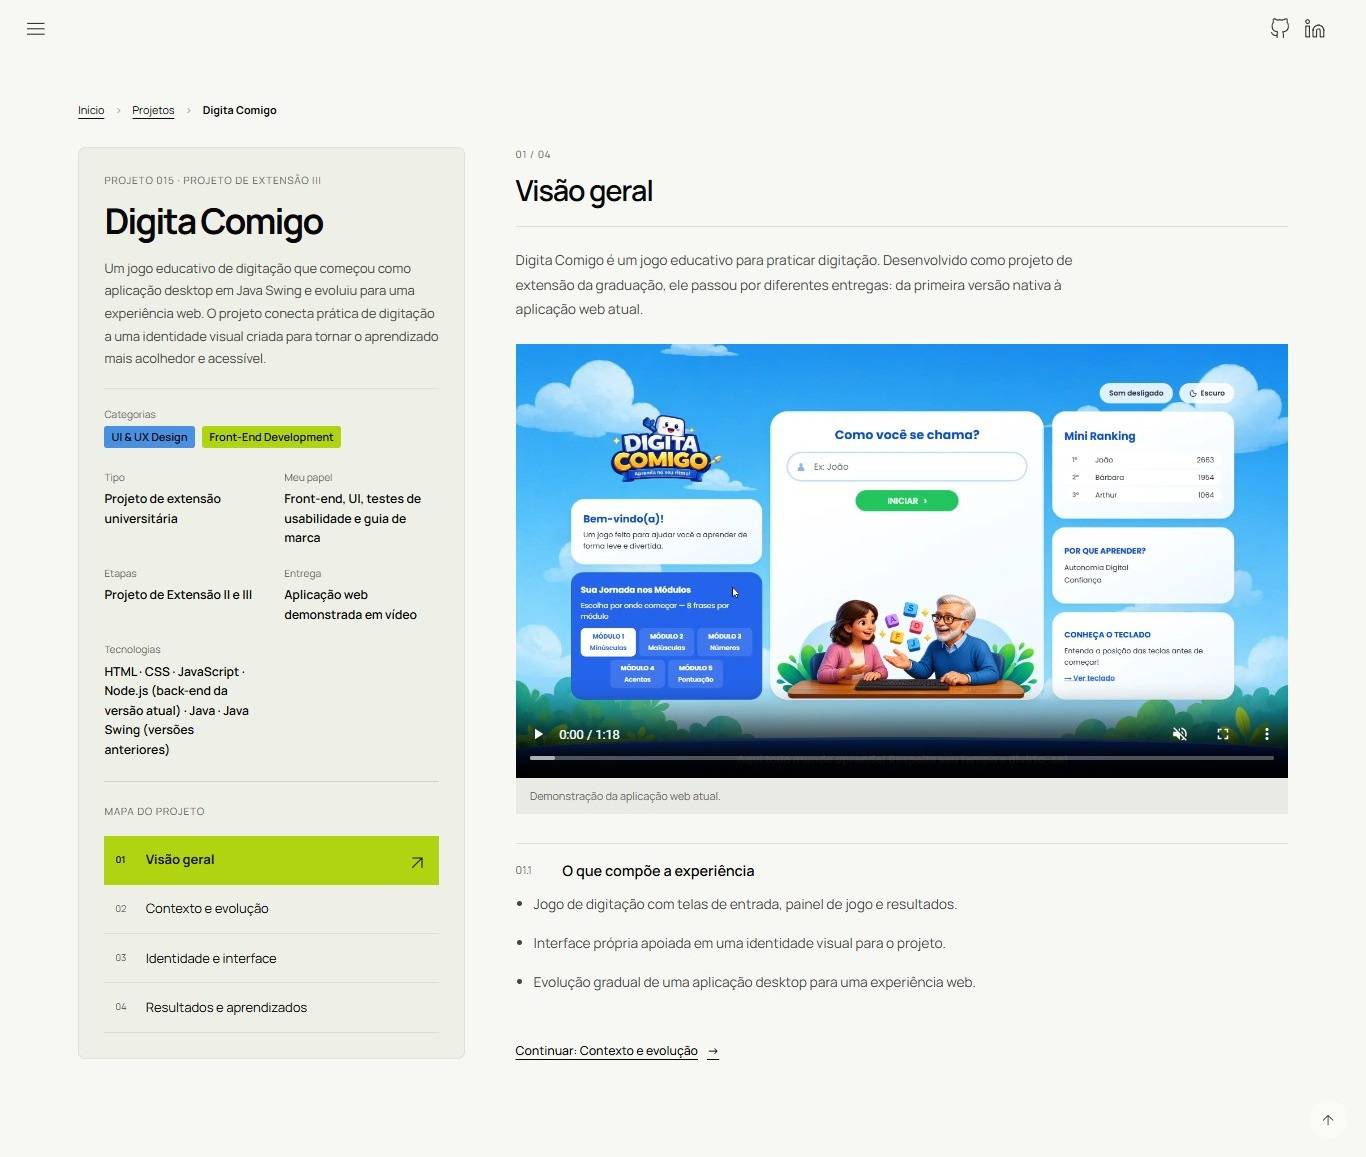 Início › Projetos › Digita Comigo
PROJETO 015 · PROJETO DE EXTENSÃO III
Digita Comigo
Um jogo educativo de digitação que começou como
aplicação desktop em Java Swing e evoluiu para uma
experiência web. O projeto conecta prática de digitação
a uma identidade visual criada para tornar o aprendizado
mais acolhedor e acessível.
Categorias
UI & UX Design Front-End Development
Tipo
Projeto de extensão
universitária
Meu papel
Front-end, UI, testes de
usabilidade e guia de
marca
Etapas
Projeto de Extensão II e III
Entrega
Aplicação web
demonstrada em vídeo
Tecnologias
HTML · CSS · JavaScript ·
Node.js (back-end da
versão atual) · Java · Java
Swing (versões
anteriores)
MAPA DO PROJETO
01 Visão geral
02 Contexto e evolução
03 Identidade e interface
04 Resultados e aprendizados
01 / 04
Visão geral
Digita Comigo é um jogo educativo para praticar digitação. Desenvolvido como projeto de
extensão da graduação, ele passou por diferentes entregas: da primeira versão nativa à
aplicação web atual.
Som desligado Escuro
DIGITA
COMIGO
Aprenda no seu ritmo!
Bem-vindo(a)!
Um jogo feito para ajudar você a aprender de
forma leve e divertida.
Sua Jornada nos Módulos
Escolha por onde começar — 8 frases por
módulo
MÓDULO 1
Minúsculas
MÓDULO 2
Maiúsculas
MÓDULO 3
Números
MÓDULO 4
Acentos
MÓDULO 5
Pontuação
Como você se chama?
Ex: João
INICIAR ›
S
A
D
F
J
Mini Ranking
1º João 2663
2º Bárbara 1954
3º Arthur 1064
POR QUE APRENDER?
Autonomia Digital
Confiança
CONHEÇA O TECLADO
Entenda a posição das teclas antes de
começar!
→ Ver teclado
0:00 / 1:18
Demonstração da aplicação web atual.
01.1 O que compõe a experiência
• Jogo de digitação com telas de entrada, painel de jogo e resultados.
• Interface própria apoiada em uma identidade visual para o projeto.
• Evolução gradual de uma aplicação desktop para uma experiência web.
Continuar: Contexto e evolução →